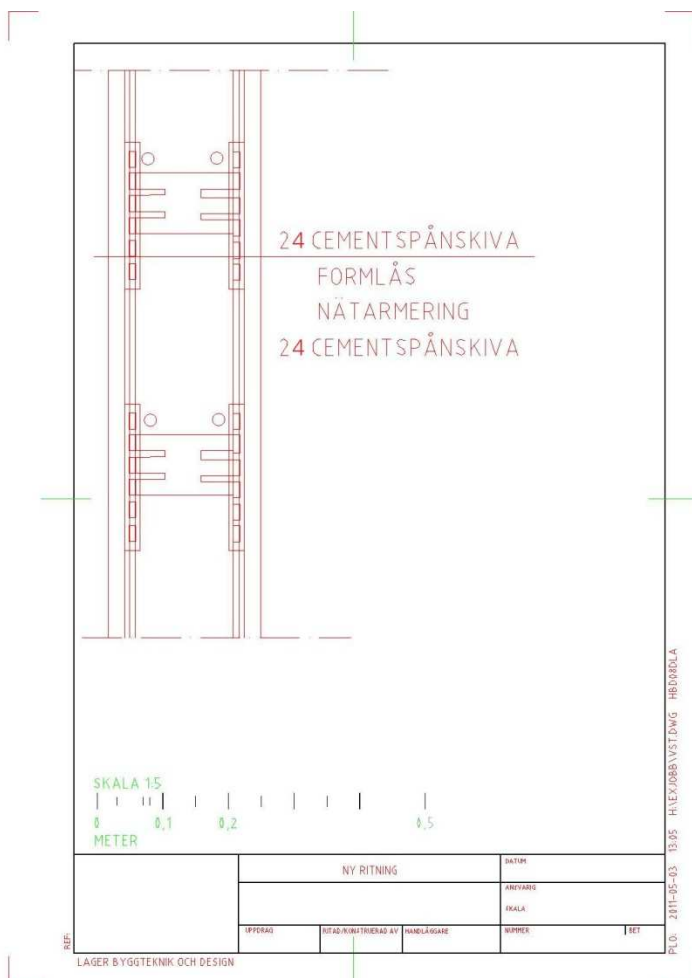 24 CEMENTSPÅNSKIVA
FORMLÅS
NÄTARMERING
24 CEMENTSPÅNSKIVA
SKALA 1:5
0 0,1 0,2 0,5
METER
NY RITNING
DATUM
ANSVARIG
SKALA
UPPDRAG RITAD/KONSTRUERAD AV HANDLÄGGARE NUMMER BET
REF:
LAGER BYGGTEKNIK OCH DESIGN
PLO: 2011-05-03 13:05 H:\EXJOBB\VST.DWG HBD08DLA